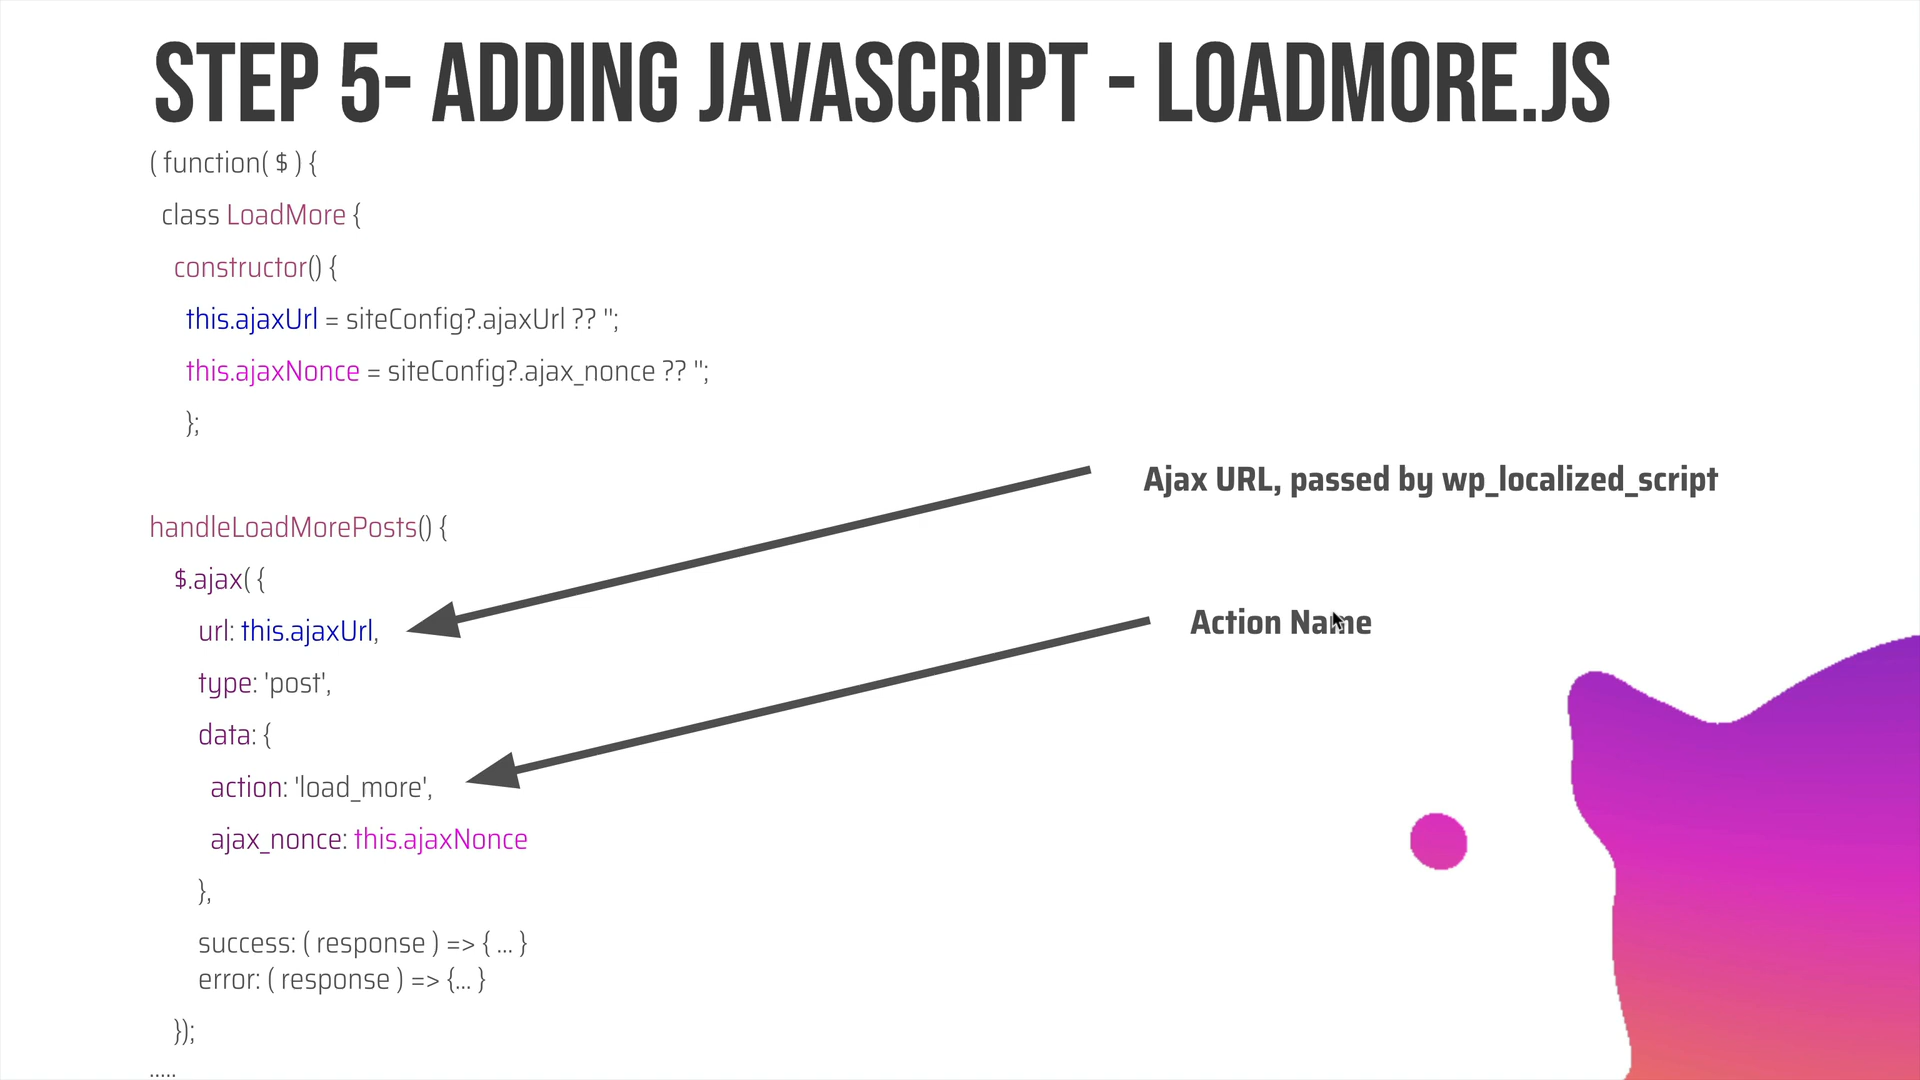 STEP 5- ADDING JAVASCRIPT - LOADMORE.JS
( function( $ ) {
class LoadMore {
constructor() {
this.ajaxUrl = siteConfig?.ajaxUrl ?? '';
this.ajaxNonce = siteConfig?.ajax_nonce ?? '';
};
Ajax URL, passed by wp_localized_script
handleLoadMorePosts() {
$.ajax( {
url: this.ajaxUrl,
Action Name
type: 'post',
data: {
action: 'load_more',
ajax_nonce: this.ajaxNonce
},
success: ( response ) => { ... }
error: ( response ) => {... }
});
.....